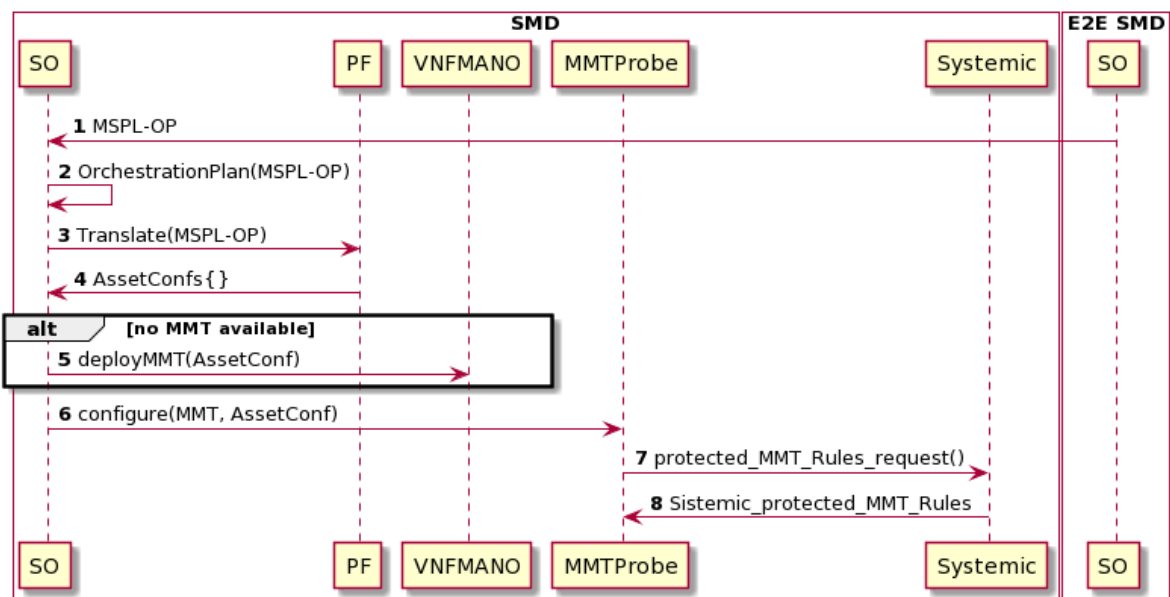 SMD
E2E SMD
SO
PF
VNFMANO
MMTProbe
Systemic
SO
1 MSPL-OP
2 OrchestrationPlan(MSPL-OP)
3 Translate(MSPL-OP)
4 AssetConfs{}
alt [no MMT available]
5 deployMMT(AssetConf)
6 configure(MMT, AssetConf)
7 protected_MMT_Rules_request()
8 Sistemic_protected_MMT_Rules
SO
PF
VNFMANO
MMTProbe
Systemic
SO